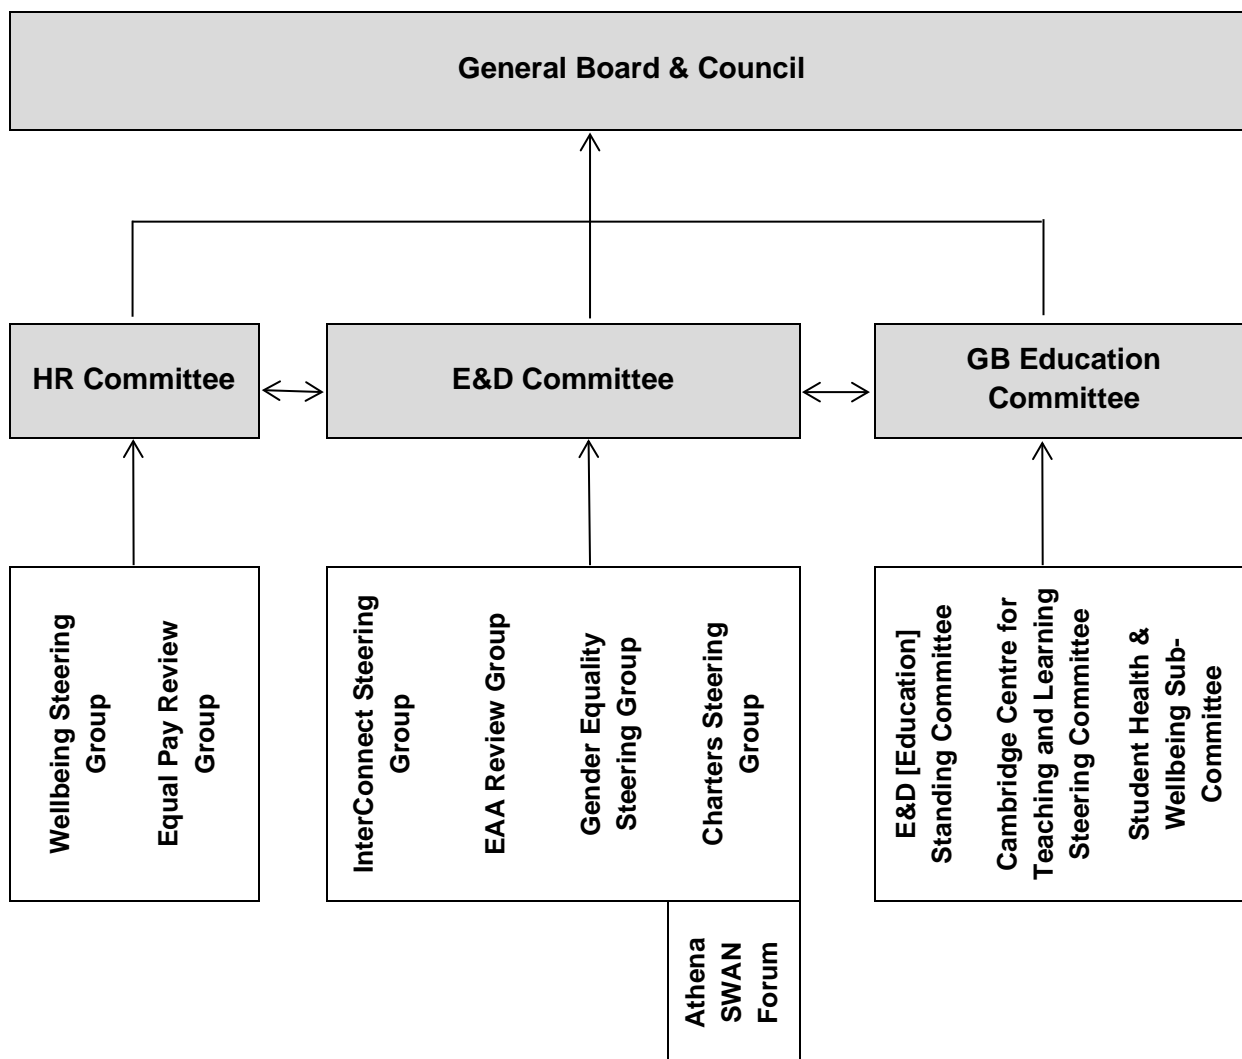 General Board & Council
HR Committee
E&D Committee
GB Education
Committee
Wellbeing Steering
Group
Equal Pay Review
Group
InterConnect Steering
Group
EAA Review Group
Gender Equality
Steering Group
Charters Steering
Group
E&D [Education]
Standing Committee
Cambridge Centre for
Teaching and Learning
Steering Committee
Student Health &
Wellbeing Sub-
Committee
Athena
SWAN
Forum